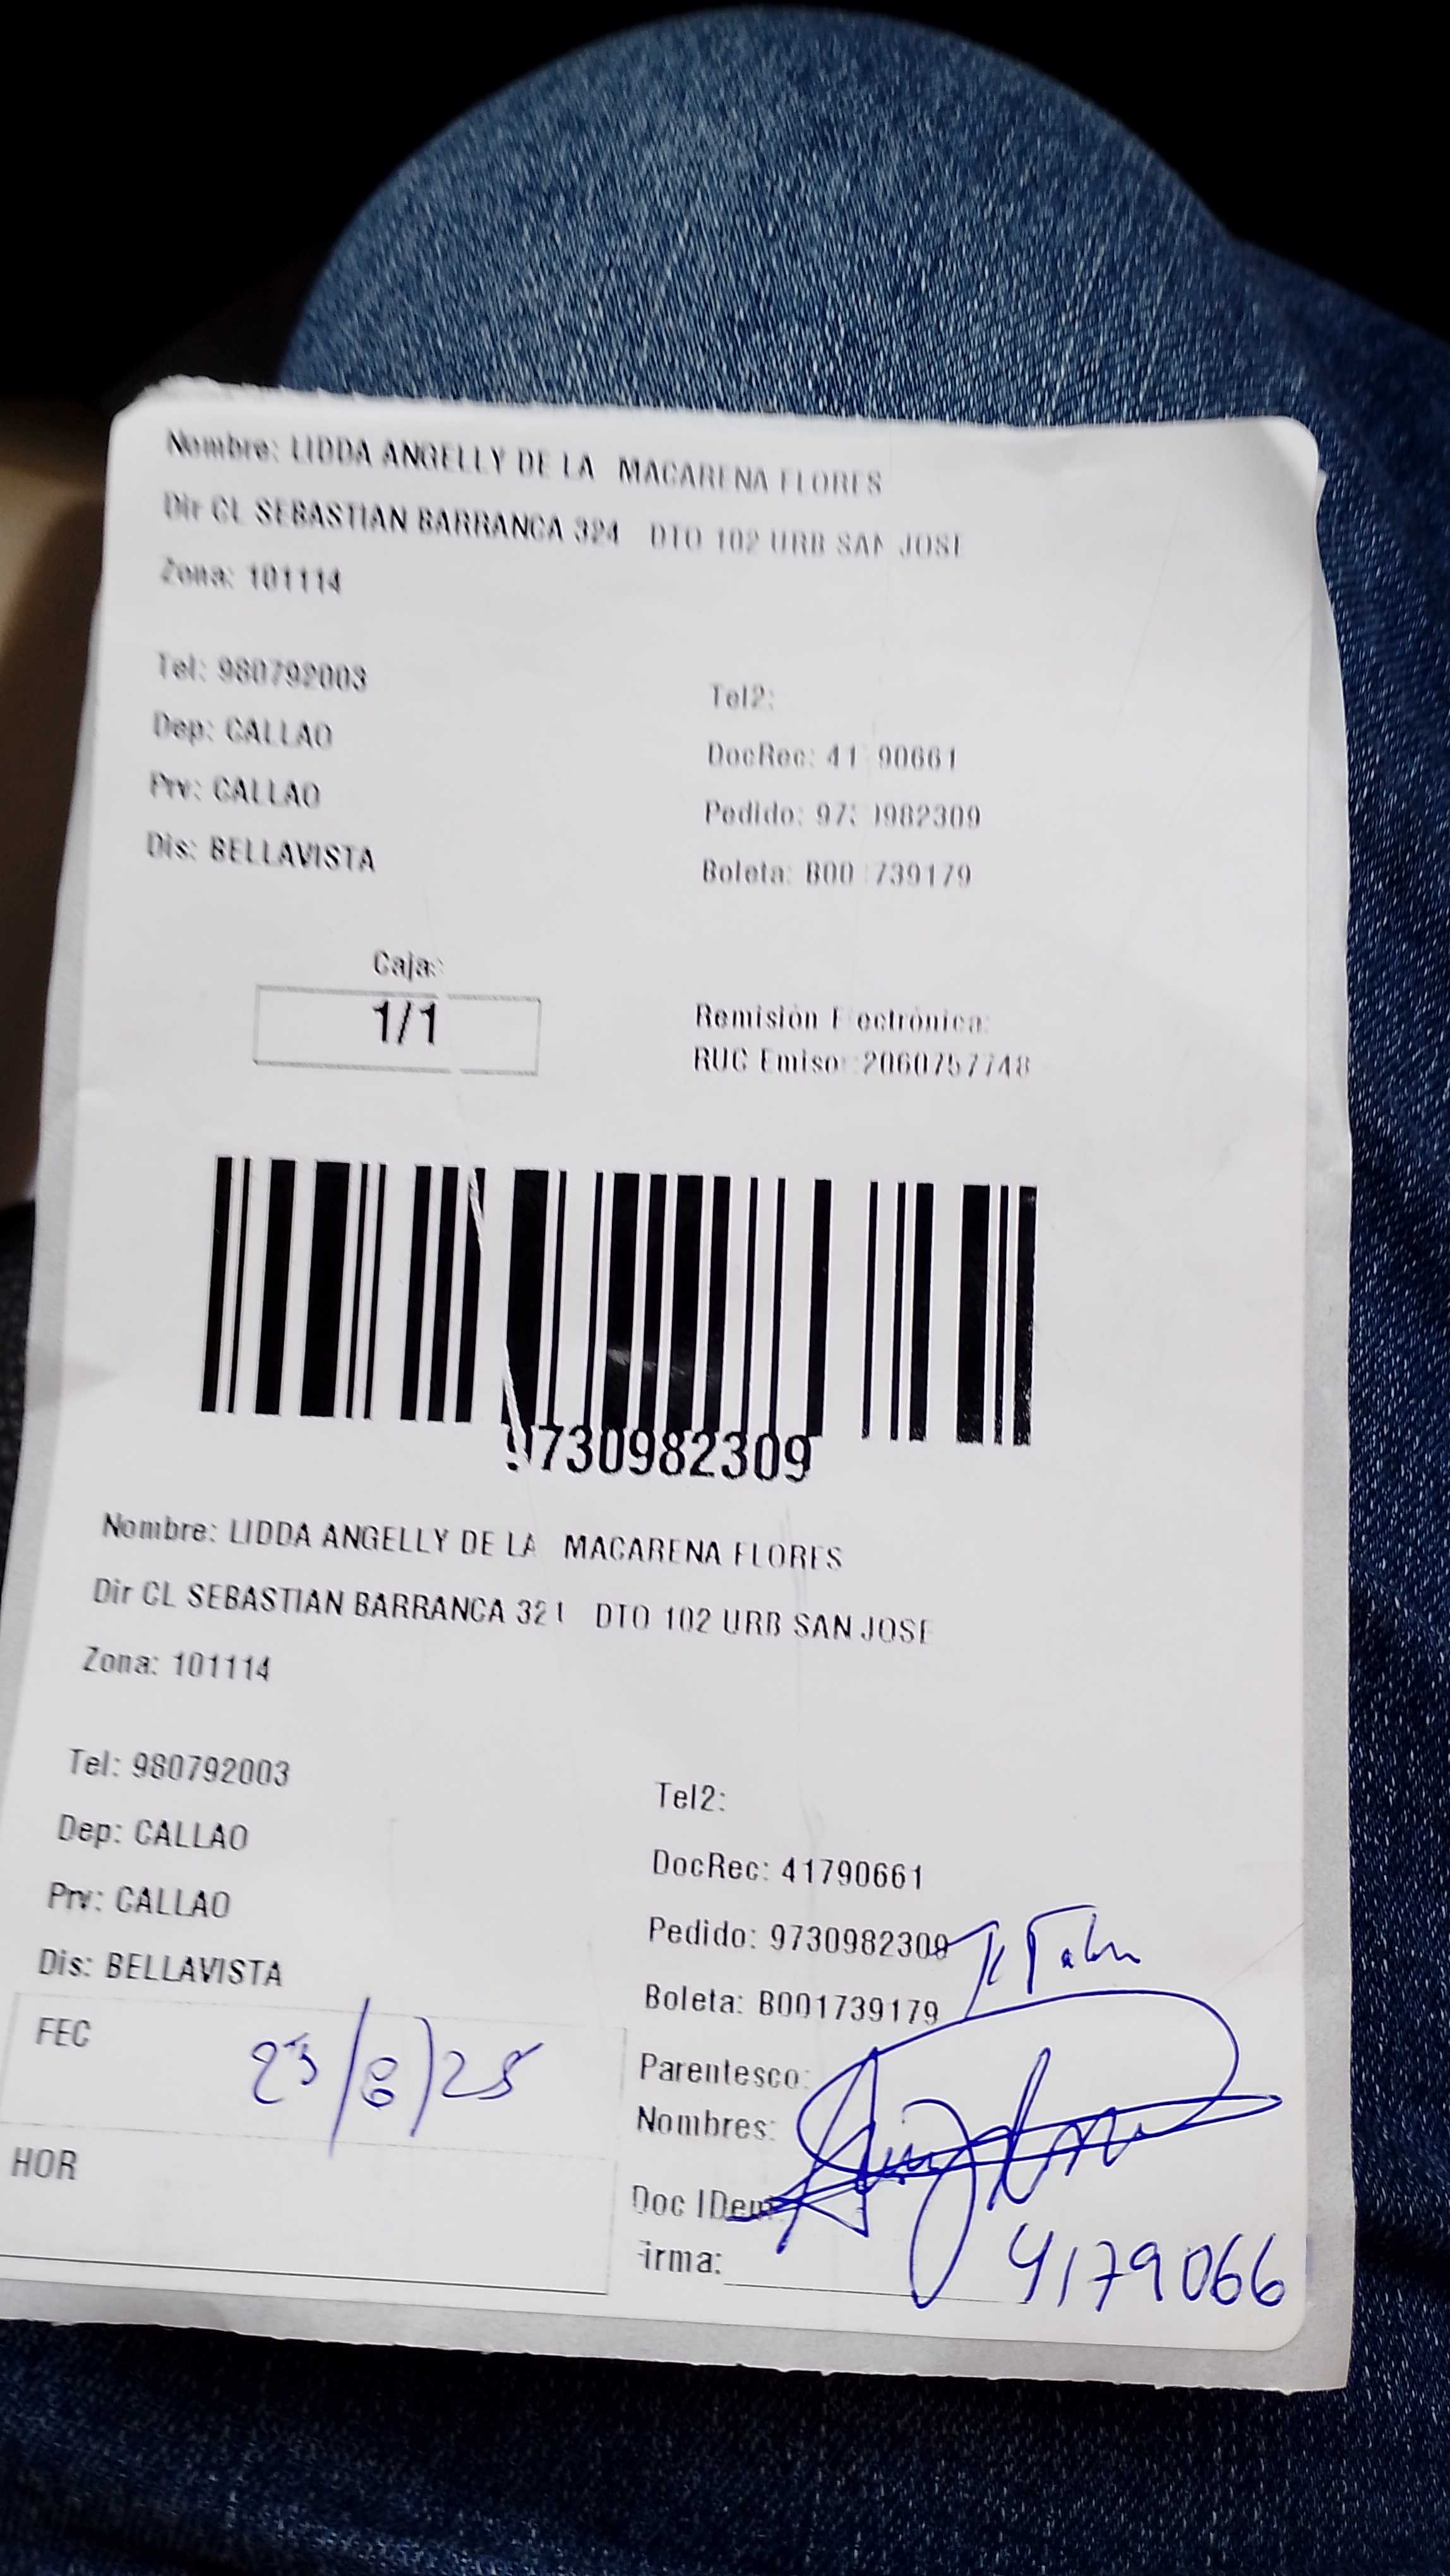 Nombre: LIDDA ANGELLY DE LA MACARENA FLORES
Dir CL SEBASTIAN BARRANCA 324 DTO 102 URB SAN JOSE
Zona: 101114
Tel: 980792003
Tel2:
Dep: CALLAO
DocRec: 41 90661
Prv: CALLAO
Pedido: 982309
Dis: BELLAVISTA
Boleta: B00 739179
Caja:
1/1
Remisión Electrónica:
RUC Emisor:2060757748
9730982309
Nombre: LIDDA ANGELLY DE LA MACARENA FLORES
Dir CL SEBASTIAN BARRANCA DTO 102 URB SAN JOSE
Zona: 101114
Tel: 980792003
Tel2:
Dep: CALLAO
DocRec: 41790661
Prv: CALLAO
Pedido: 9730982309
Dis: BELLAVISTA
Boleta: B001739179
FEC 23/8/25
Parentesco:
Nombres:
HOR
Doc IDent:
Firma:
4179066